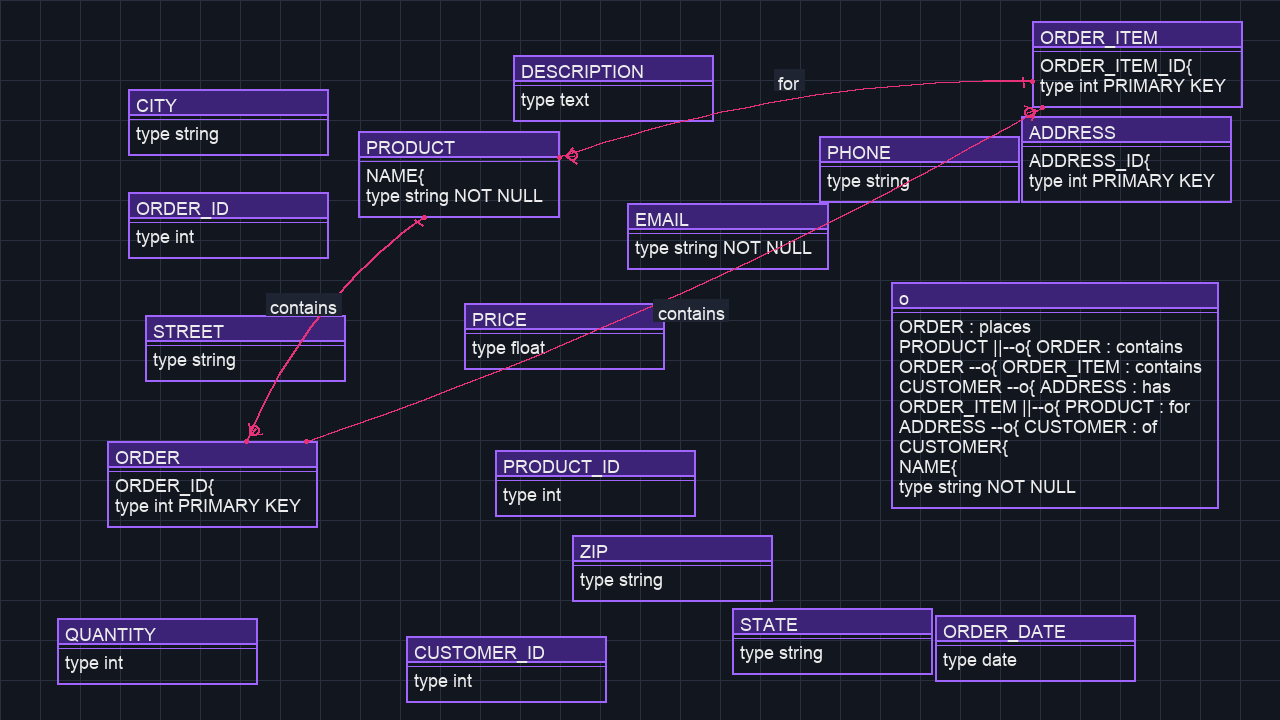 ORDER_ITEM
ORDER_ITEM_ID{
type int PRIMARY KEY
DESCRIPTION
type text
for
CITY
type string
PRODUCT
NAME{
type string NOT NULL
PHONE
type string
ADDRESS
ADDRESS_ID{
type int PRIMARY KEY
ORDER_ID
type int
EMAIL
type string NOT NULL
o
ORDER : places
PRODUCT ||--o{ ORDER : contains
ORDER --o{ ORDER_ITEM : contains
CUSTOMER --o{ ADDRESS : has
ORDER_ITEM ||--o{ PRODUCT : for
ADDRESS --o{ CUSTOMER : of
CUSTOMER{
NAME{
type string NOT NULL
contains
STREET
type string
PRICE
type float
contains
ORDER
ORDER_ID{
type int PRIMARY KEY
PRODUCT_ID
type int
ZIP
type string
QUANTITY
type int
CUSTOMER_ID
type int
STATE
type string
ORDER_DATE
type date